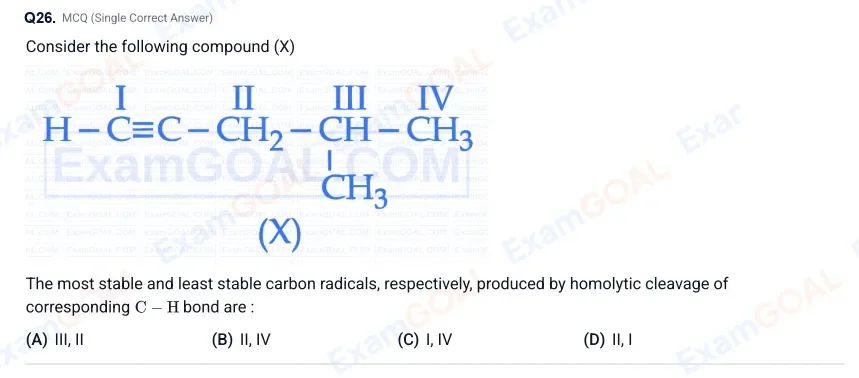 Q26. MCQ (Single Correct Answer)
Consider the following compound (X)
I II III IV
H – C≡C – CH₂ – CH – CH₃
|
CH₃
(X)
ExamGOAL.COM
The most stable and least stable carbon radicals, respectively, produced by homolytic cleavage of
corresponding C – H bond are :
(A) III, II (B) II, IV (C) I, IV (D) II, I